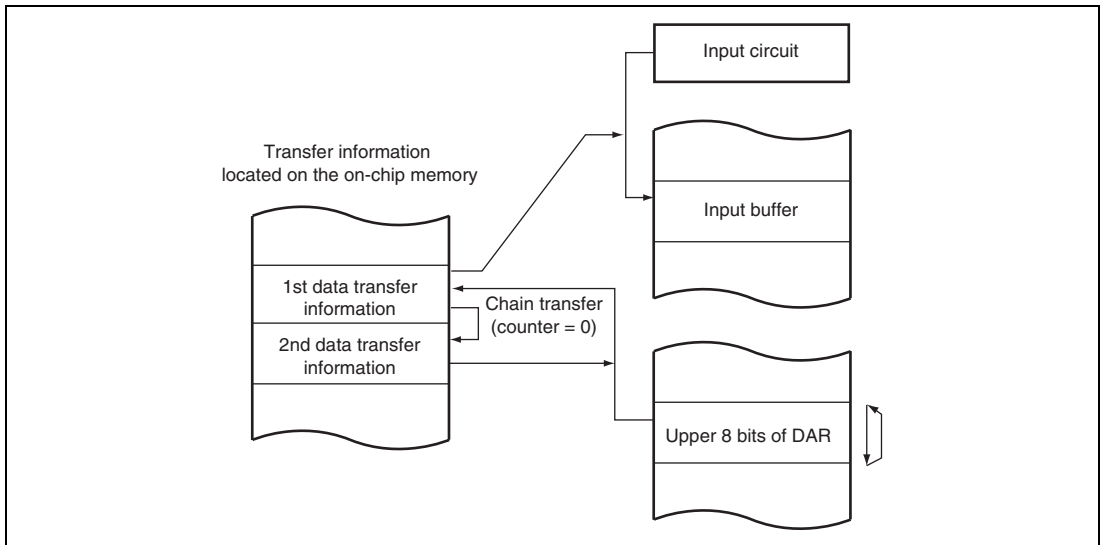 Input circuit
Transfer information
located on the on-chip memory
Input buffer
1st data transfer
information
Chain transfer
(counter = 0)
2nd data transfer
information
Upper 8 bits of DAR